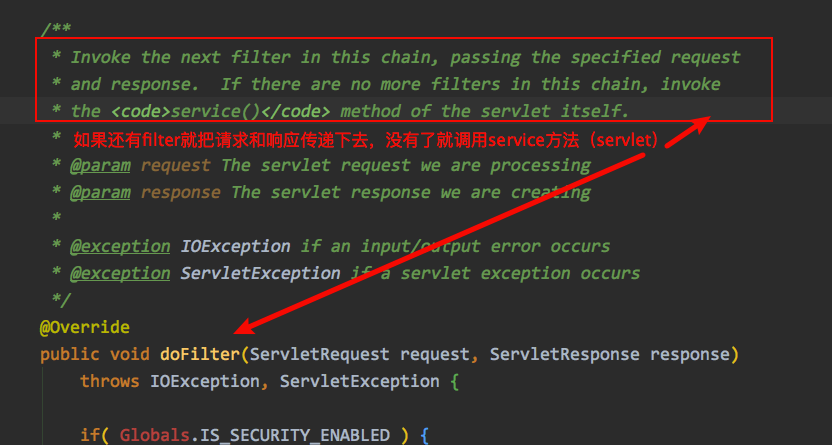 /**
* Invoke the next filter in this chain, passing the specified request
* and response.  If there are no more filters in this chain, invoke
* the <code>service()</code> method of the servlet itself.
* 如果还有filter就把请求和响应传递下去，没有了就调用service方法（servlet）
* @param request The servlet request we are processing
* @param response The servlet response we are creating
*
* @exception IOException if an input/output error occurs
* @exception ServletException if a servlet exception occurs
*/
@Override
public void doFilter(ServletRequest request, ServletResponse response)
throws IOException, ServletException {
if( Globals.IS_SECURITY_ENABLED ) {